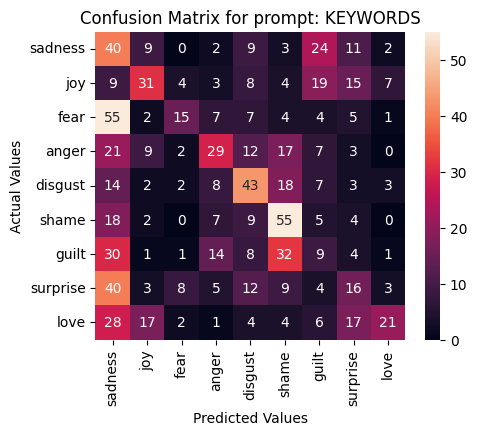 Confusion Matrix for prompt: KEYWORDS
Actual Values
sadness 40 9 0 2 9 3 24 11 2
joy 9 31 4 3 8 4 19 15 7
fear 55 2 15 7 7 4 4 5 1
anger 21 9 2 29 12 17 7 3 0
disgust 14 2 2 8 43 18 7 3 3
shame 18 2 0 7 9 55 5 4 0
guilt 30 1 1 14 8 32 9 4 1
surprise 40 3 8 5 12 9 4 16 3
love 28 17 2 1 4 4 6 17 21
sadness joy fear anger disgust shame guilt surprise love
Predicted Values
50
40
30
20
10
0